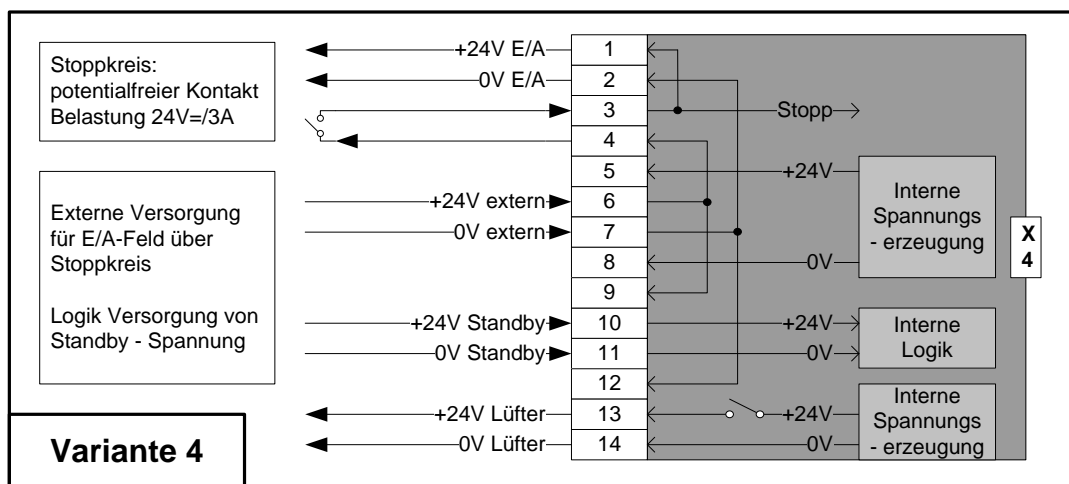 Stoppkreis:
potentialfreier Kontakt
Belastung 24V=/3A
Externe Versorgung
für E/A-Feld über
Stoppkreis
Logik Versorgung von
Standby - Spannung
Variante 4
+24V E/A
0V E/A
+24V extern
0V extern
+24V Standby
0V Standby
+24V Lüfter
0V Lüfter
1
2
3
4
5
6
7
8
9
10
11
12
13
14
Stopp
+24V
0V
Interne
Spannungs
- erzeugung
+24V
0V
Interne
Logik
+24V
0V
Interne
Spannungs
- erzeugung
X
4